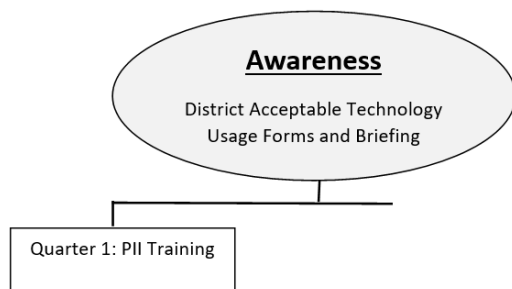 Awareness
District Acceptable Technology
Usage Forms and Briefing
Quarter 1: PII Training